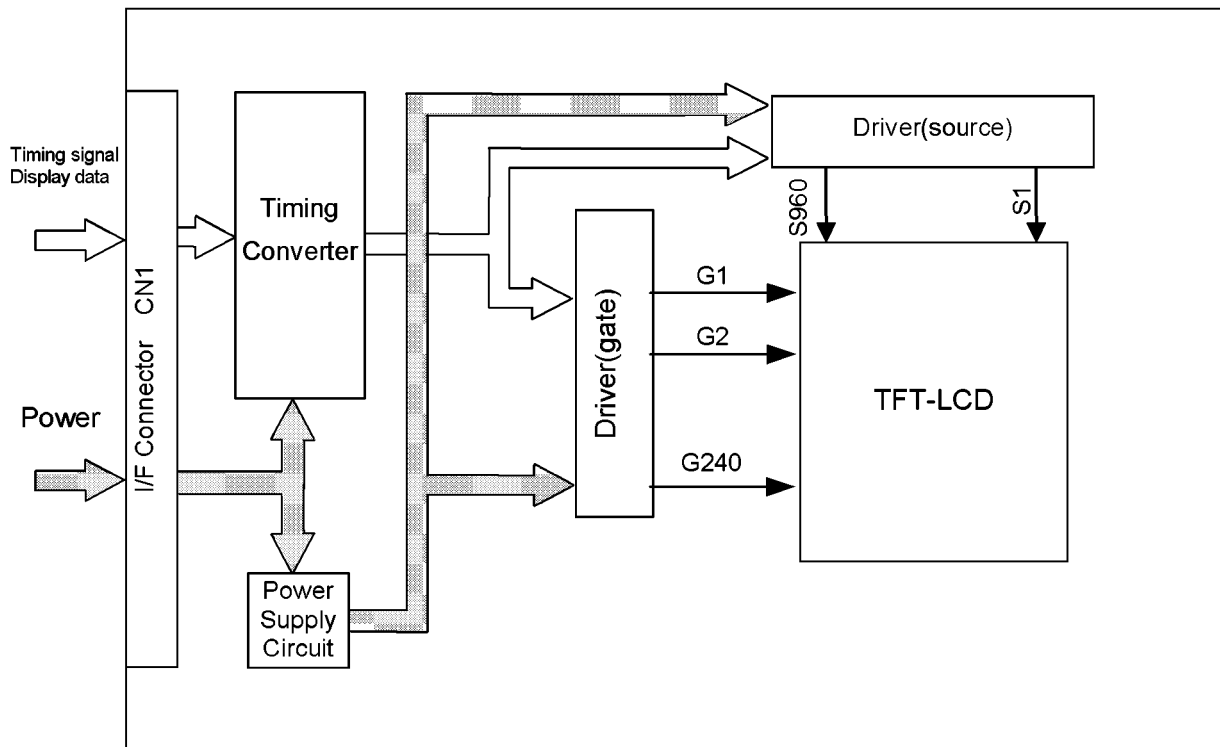 Timing signal
Display data
Power
I/F Connector CN1
Timing
Converter
Power
Supply
Circuit
Driver(source)
S960
S1
Driver(gate)
G1
G2
G240
TFT-LCD